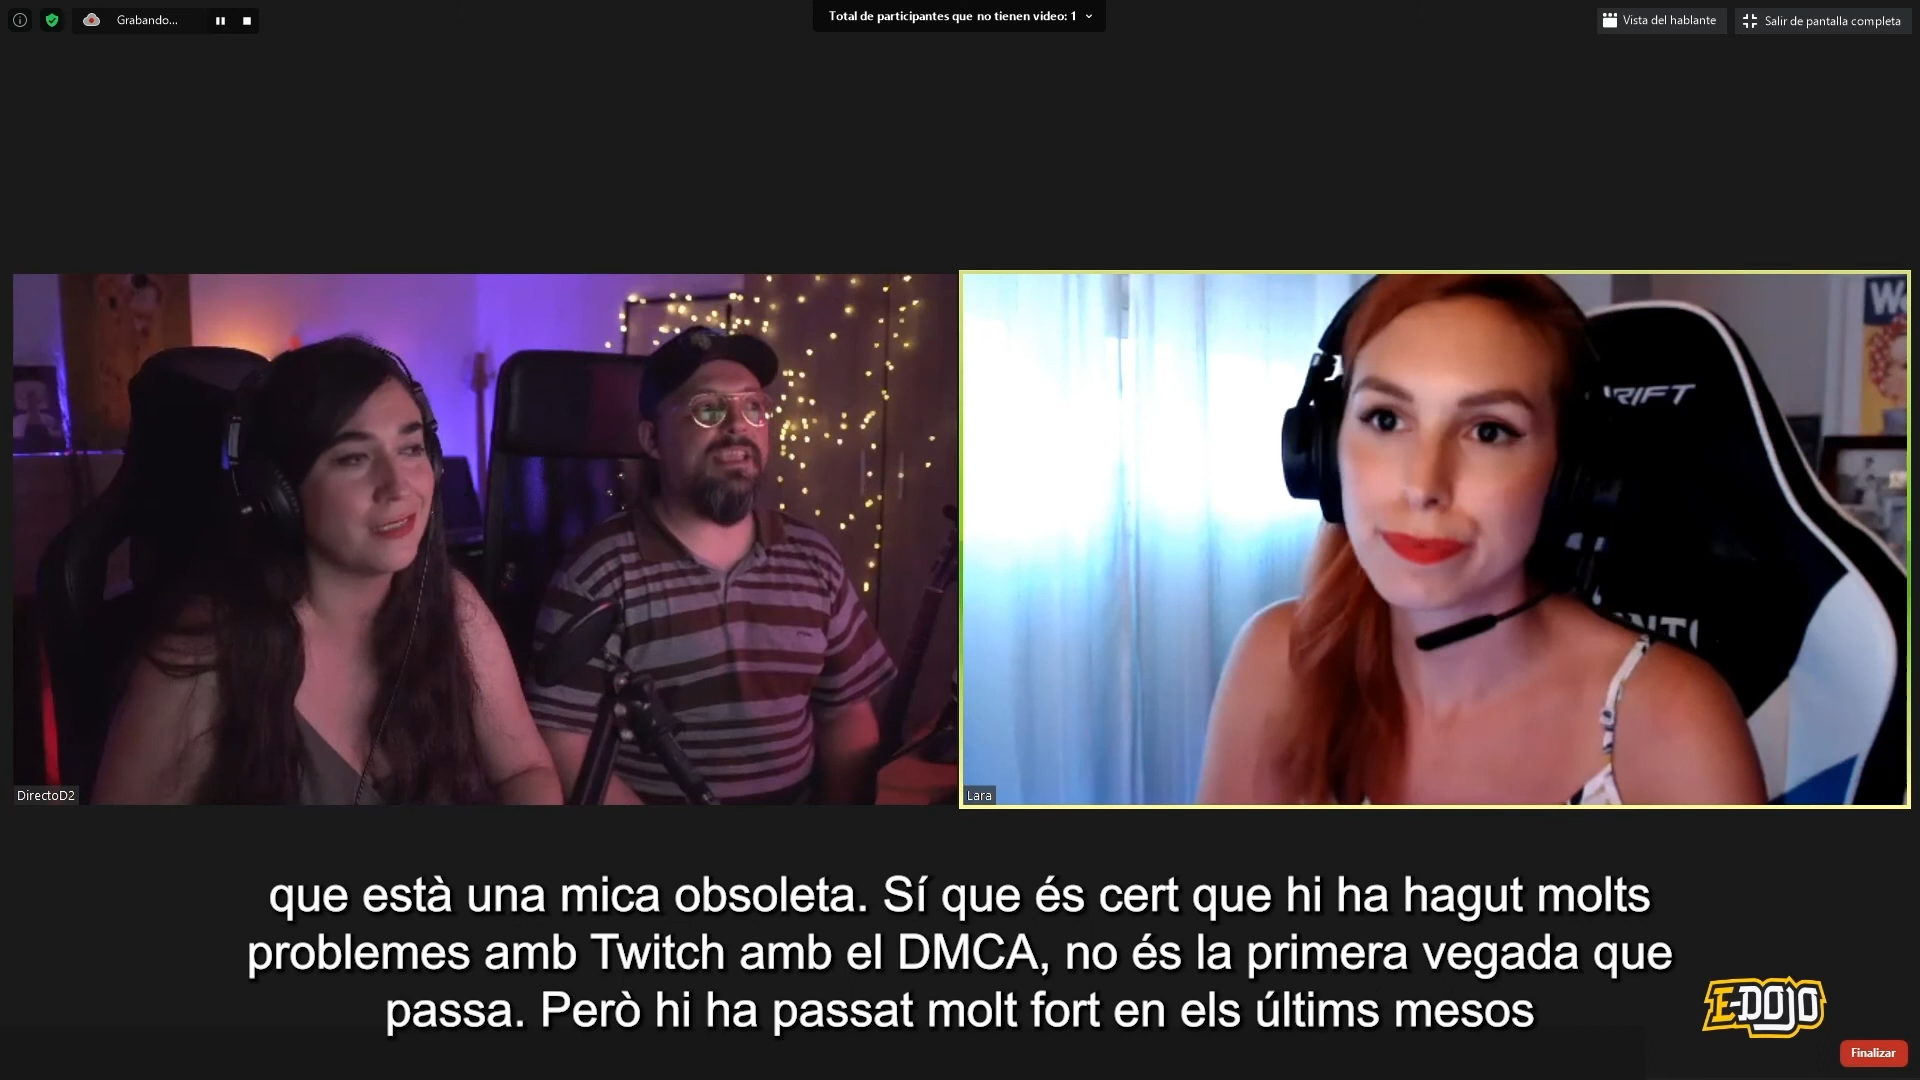 Grabando...
Total de participantes que no tienen video: 1
Vista del hablante
Salir de pantalla completa
We
RIFT
DirectoD2
Lara
que està una mica obsoleta. Sí que és cert que hi ha hagut molts
problemes amb Twitch amb el DMCA, no és la primera vegada que
passa. Però hi ha passat molt fort en els últims mesos
E-DOJO
Finalizar